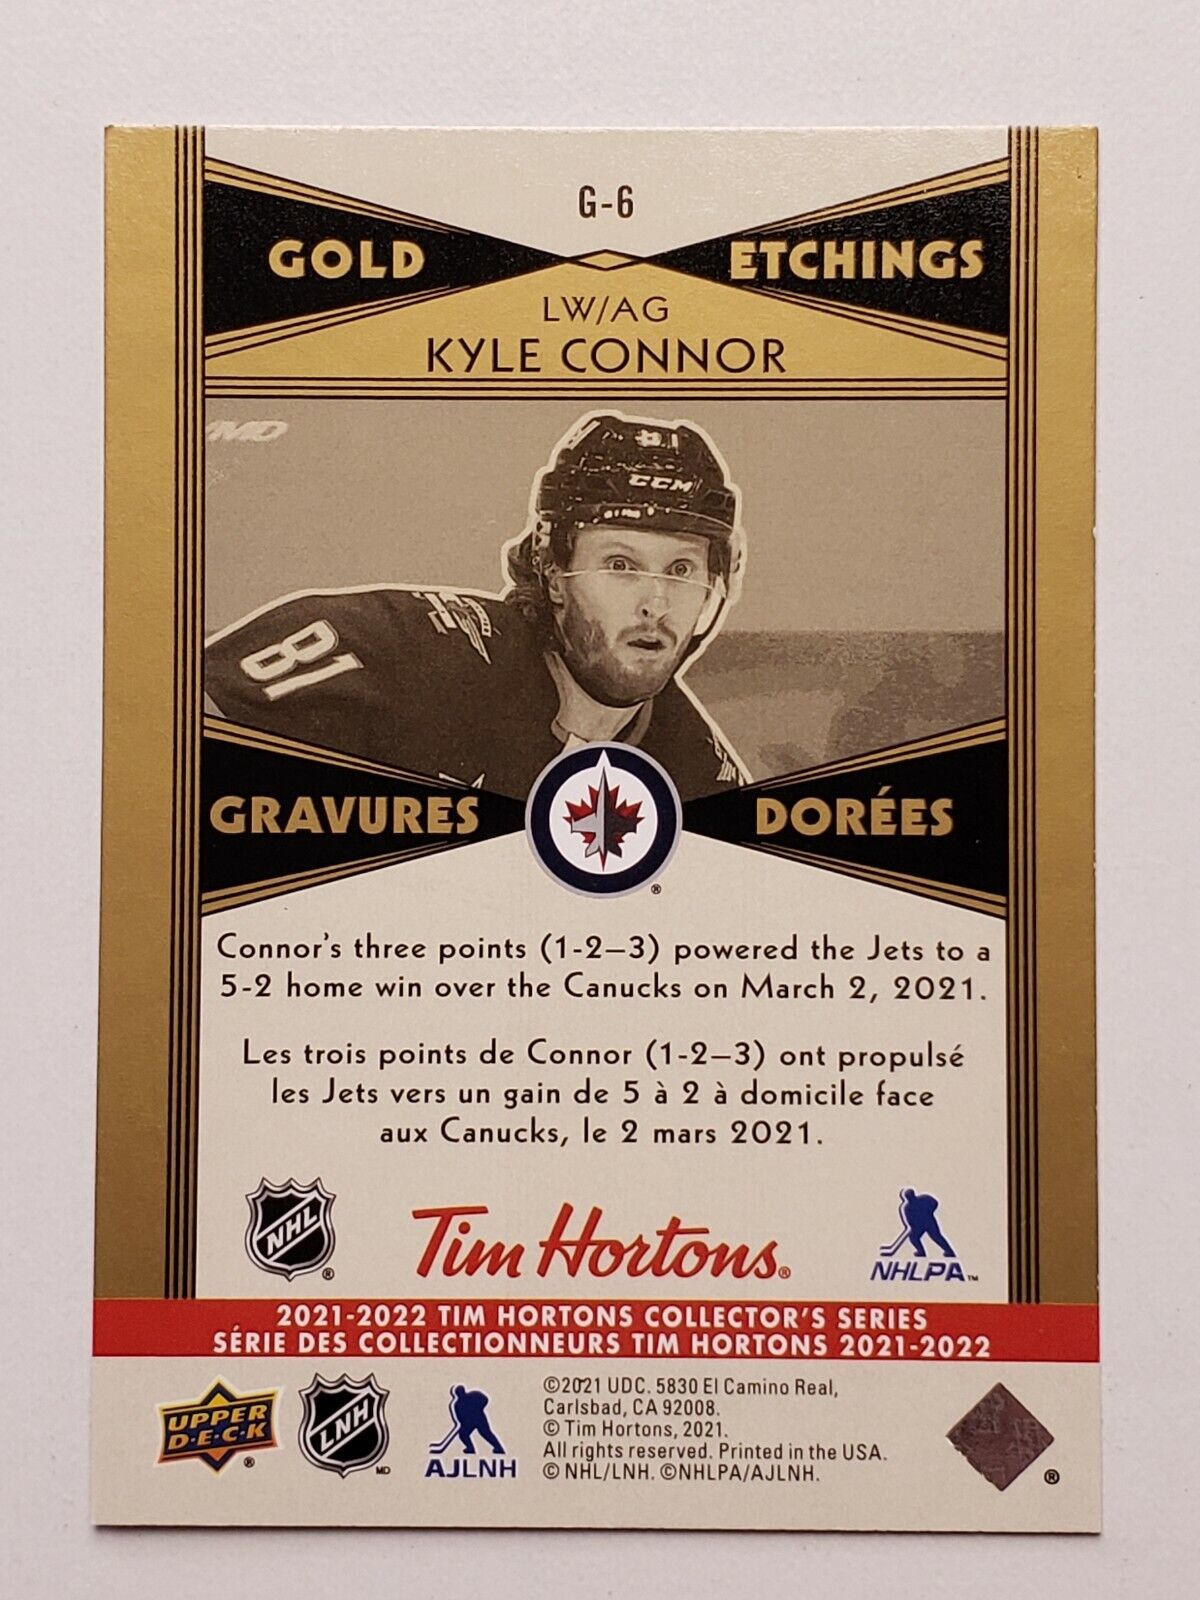 G-6
GOLD ETCHINGS
LW/AG
KYLE CONNOR
MD
81
CCM
81
GRAVURES DORÉES
®
Connor's three points (1-2–3) powered the Jets to a
5-2 home win over the Canucks on March 2, 2021.
Les trois points de Connor (1-2–3) ont propulsé
les Jets vers un gain de 5 à 2 à domicile face
aux Canucks, le 2 mars 2021.
NHL ® Tim Hortons® NHLPA™
2021-2022 TIM HORTONS COLLECTOR'S SERIES
SÉRIE DES COLLECTIONNEURS TIM HORTONS 2021-2022
UPPER
D·E·C·K ®
LNH MD
AJLNH
©2021 UDC. 5830 El Camino Real,
Carlsbad, CA 92008.
© Tim Hortons, 2021.
All rights reserved. Printed in the USA.
© NHL/LNH. ©NHLPA/AJLNH.
®